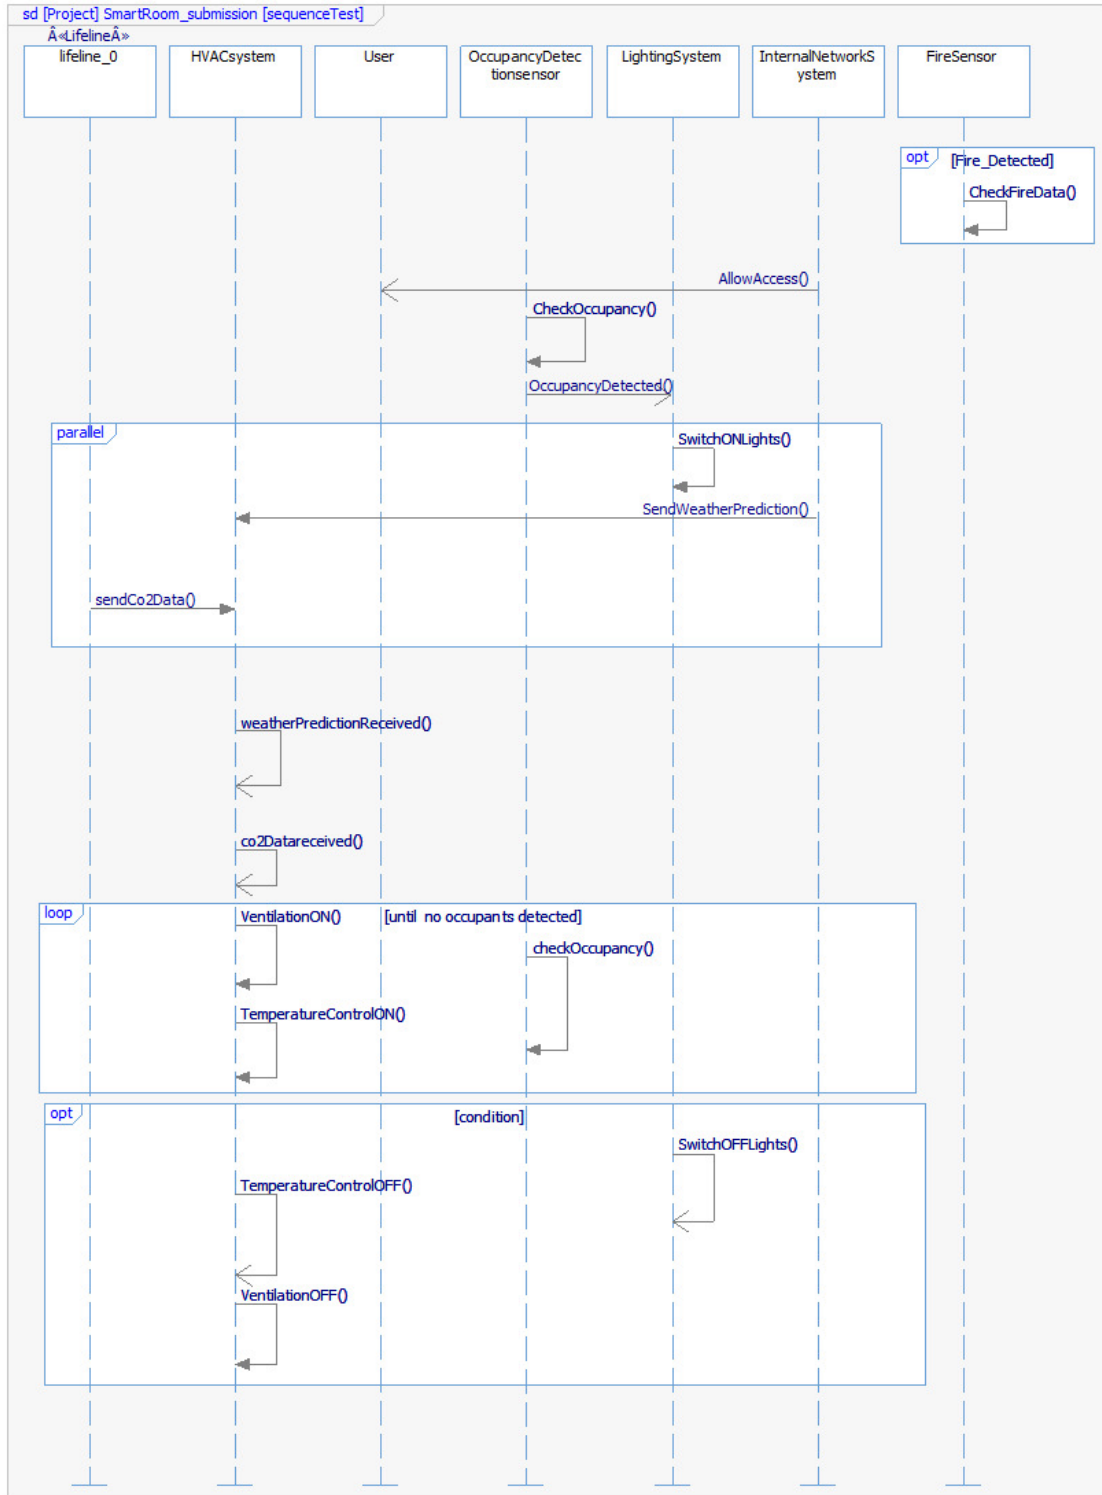 sd [Project] SmartRoom_submission [sequenceTest]
Â«LifelineÂ»
lifeline_0
HVACsystem
User
OccupancyDetec
tionsensor
LightingSystem
InternalNetworkS
ystem
FireSensor
opt
[Fire_Detected]
CheckFireData()
AllowAccess()
CheckOccupancy()
OccupancyDetected()
parallel
SwitchONLights()
SendWeatherPrediction()
sendCo2Data()
weatherPredictionReceived()
co2Datareceived()
loop
VentilationON()
[until no occupants detected]
checkOccupancy()
TemperatureControlON()
opt
[condition]
SwitchOFFLights()
TemperatureControlOFF()
VentilationOFF()